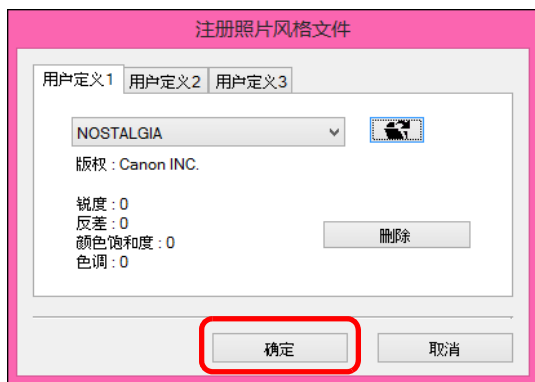 注册照片风格文件
用户定义1 用户定义2 用户定义3
NOSTALGIA
版权 : Canon INC.
锐度 : 0
反差 : 0
颜色饱和度 : 0
色调 : 0
删除
确定 取消